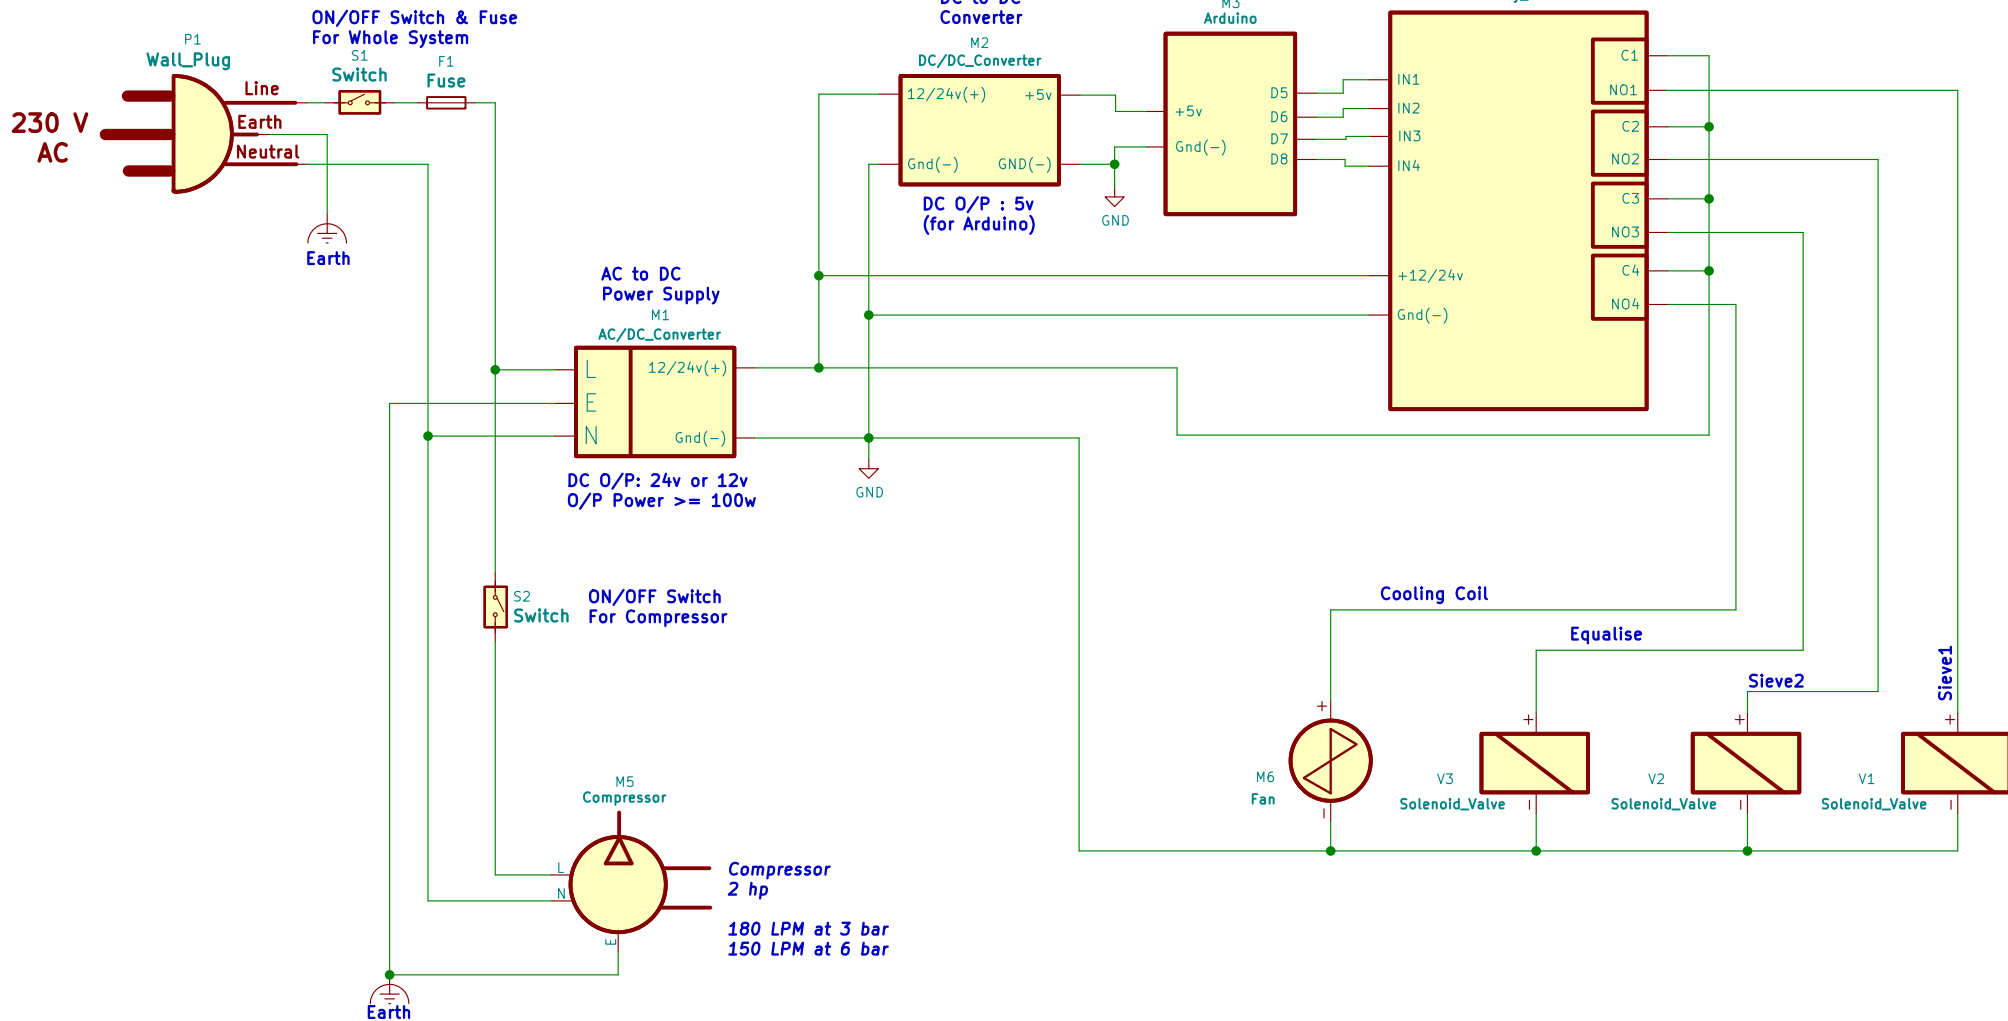 DC to DC
Converter
ON/OFF Switch & Fuse
For Whole System
P1
Wall_Plug
S1
Switch
F1
Fuse
230 V
AC
Line
Earth
Neutral
Earth
M2
DC/DC_Converter
12/24v(+)
+5v
Gnd(-)
GND(-)
DC O/P : 5v
(for Arduino)
M3
Arduino
+5v
Gnd(-)
D5
D6
D7
D8
GND
IN1
IN2
IN3
IN4
+12/24v
Gnd(-)
C1
NO1
C2
NO2
C3
NO3
C4
NO4
AC to DC
Power Supply
M1
AC/DC_Converter
L
E
N
12/24v(+)
Gnd(-)
DC O/P: 24v or 12v
O/P Power >= 100w
GND
S2
Switch
ON/OFF Switch
For Compressor
Cooling Coil
Equalise
Sieve2
Sieve1
+
M6
Fan
-
+
V3
Solenoid_Valve
-
+
V2
Solenoid_Valve
-
+
V1
Solenoid_Valve
-
M5
Compressor
L
N
E
Compressor
2 hp
180 LPM at 3 bar
150 LPM at 6 bar
Earth